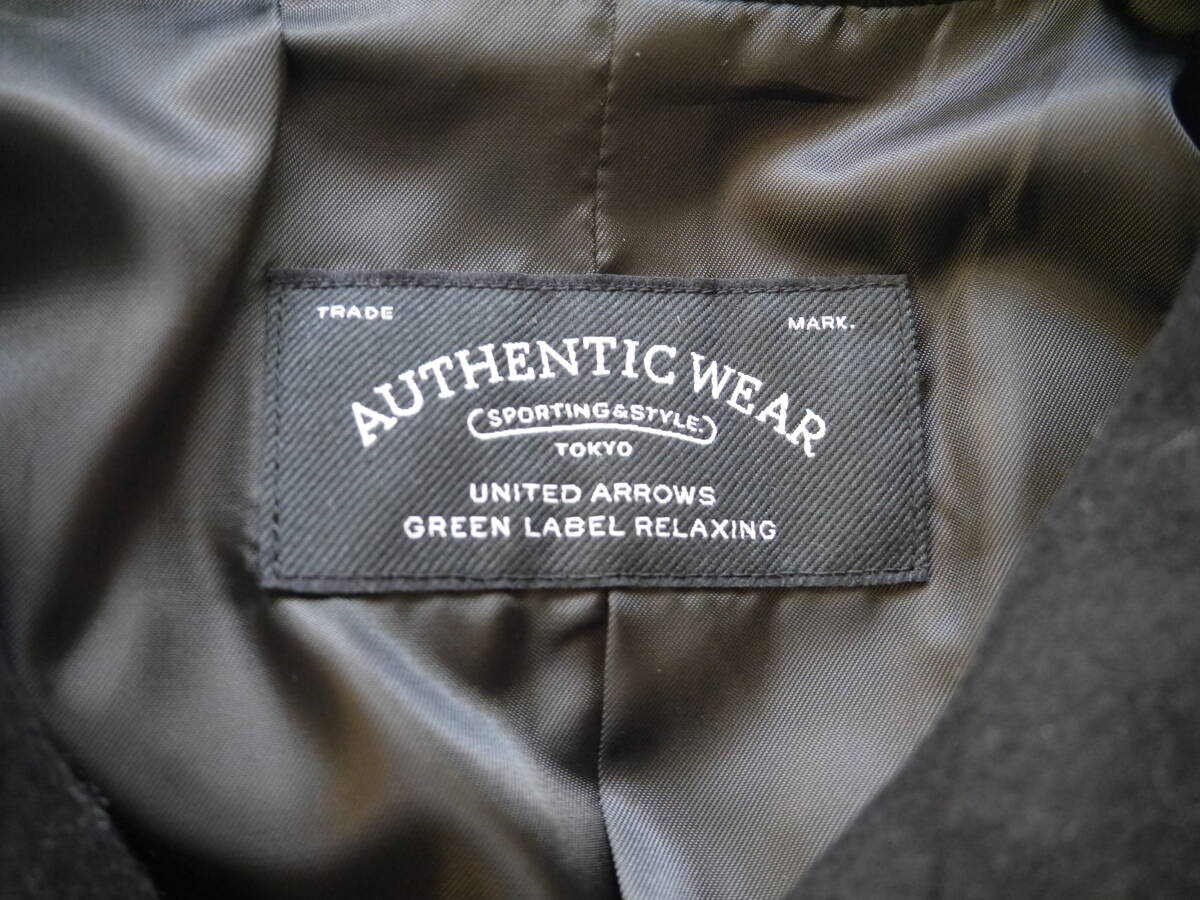 TRADE MARK.
AUTHENTIC WEAR
SPORTING&STYLE.
TOKYO
UNITED ARROWS
GREEN LABEL RELAXING